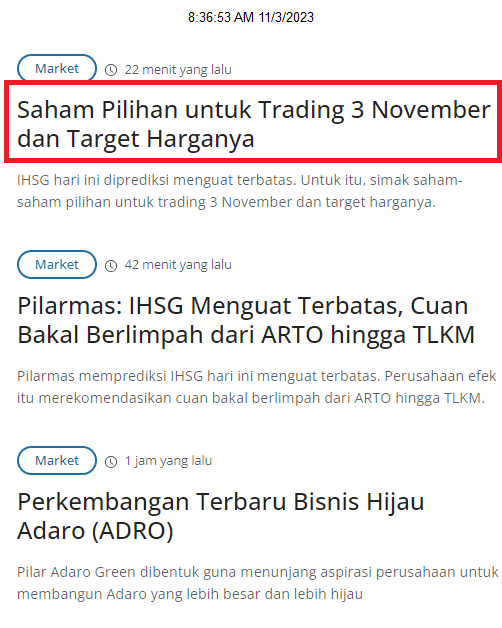 8:36:53 AM 11/3/2023
Market 22 menit yang lalu
Saham Pilihan untuk Trading 3 November
dan Target Harganya
IHSG hari ini diprediksi menguat terbatas. Untuk itu, simak saham-
saham pilihan untuk trading 3 November dan target harganya.
Market 42 menit yang lalu
Pilarmas: IHSG Menguat Terbatas, Cuan
Bakal Berlimpah dari ARTO hingga TLKM
Pilarmas memprediksi IHSG hari ini menguat terbatas. Perusahaan efek
itu merekomendasikan cuan bakal berlimpah dari ARTO hingga TLKM.
Market 1 jam yang lalu
Perkembangan Terbaru Bisnis Hijau
Adaro (ADRO)
Pilar Adaro Green dibentuk guna menunjang aspirasi perusahaan untuk
membangun Adaro yang lebih besar dan lebih hijau